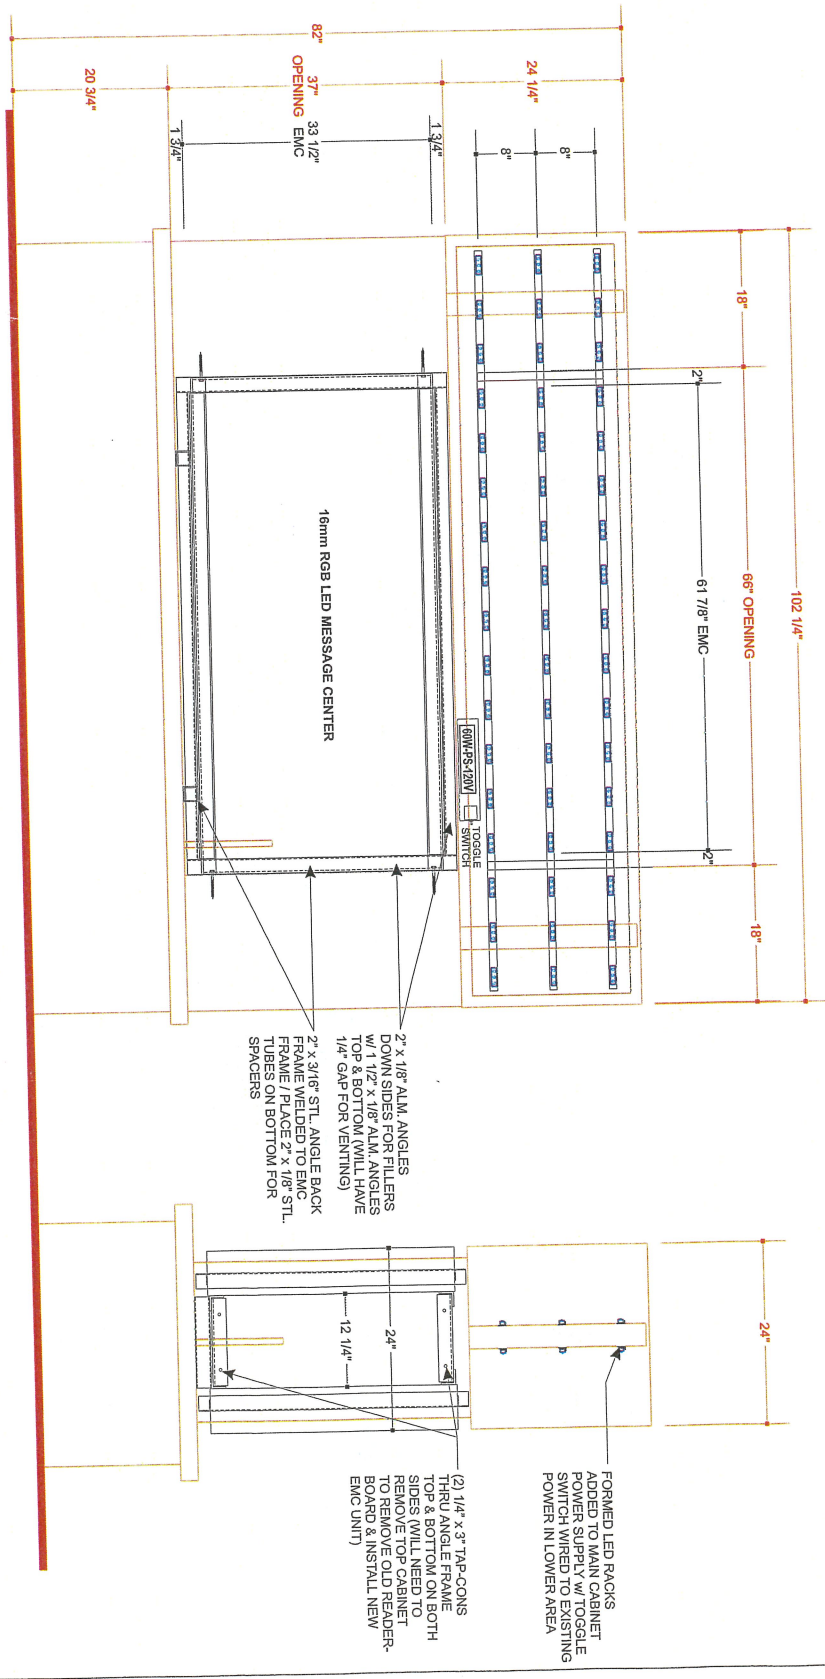 102 1/4"
18"
66" OPENING
18"
2"
61 7/8" EMC
2"
82"
24 1/4"
8"
8"
37"
OPENING
33 1/2"
EMC
1 3/4"
1 3/4"
20 3/4"
60W-PS-120V
TOGGLE
SWITCH
16mm RGB LED MESSAGE CENTER
2" x 1/8" ALM. ANGLES
DOWN SIDES FOR FILLERS
w/ 1 1/2" x 1/8" ALM. ANGLES
TOP & BOTTOM (WILL HAVE
1/4" GAP FOR VENTING)
2" x 3/16" STL. ANGLE BACK
FRAME WELDED TO EMC
FRAME / PLACE 2" x 1/8" STL.
TUBES ON BOTTOM FOR
SPACERS
24"
24"
12 1/4"
FORMED LED RACKS
ADDED TO MAIN CABINET
POWER SUPPLY w/ TOGGLE
SWITCH WIRED TO EXISTING
POWER IN LOWER AREA
(2) 1/4" x 3" TAP-CONS
THRU ANGLE FRAME
TOP & BOTTOM ON BOTH
SIDES (WILL NEED TO
REMOVE TOP CABINET
TO REMOVE OLD READER-
BOARD & INSTALL NEW
EMC UNIT)